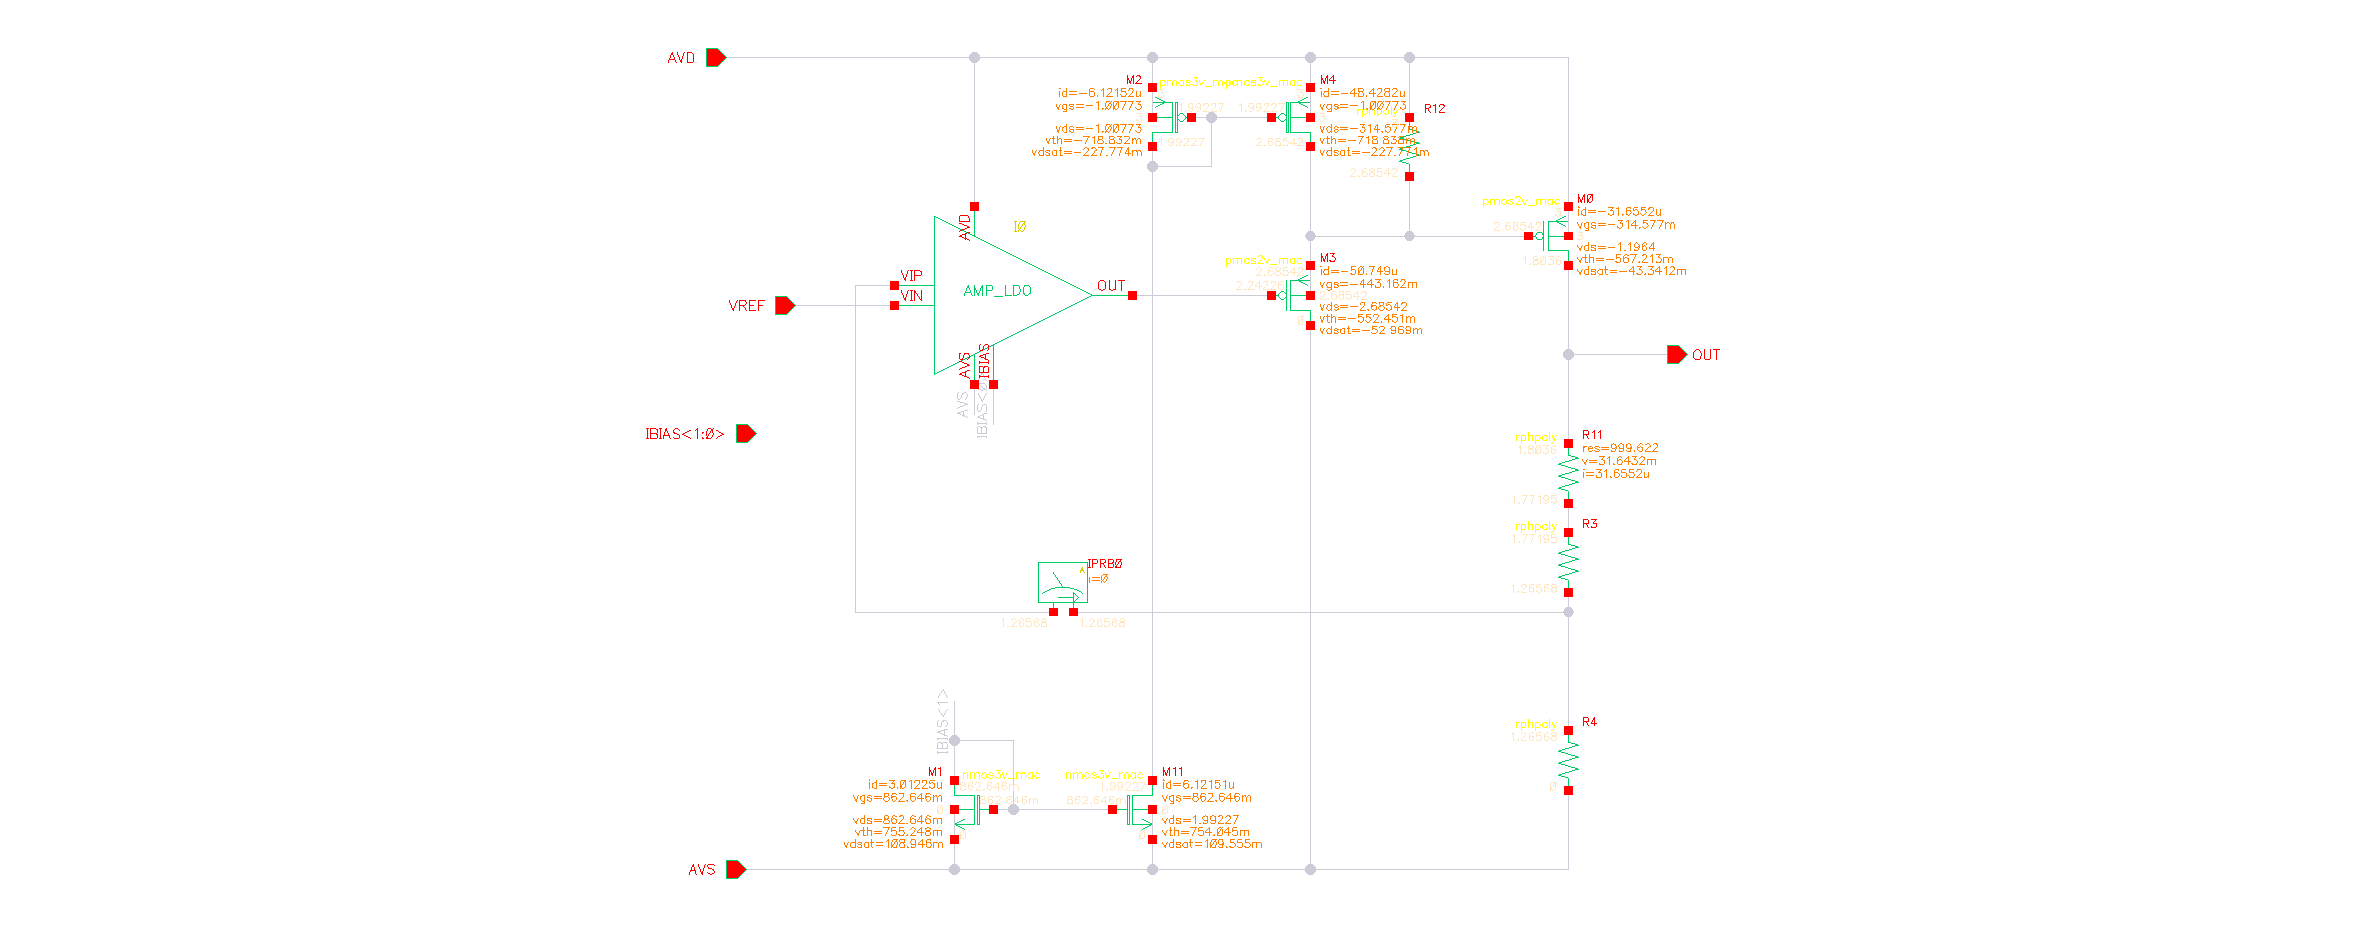 AVD
M2
pmos3v_mac
pmos3v_mac
M4
id=-6.12152u
vgs=-1.00773
vds=-1.00773
vth=-718.832m
vdsat=-227.774m
1.99227
1.99227
1.99227
id=-48.4282u
vgs=-1.00773
vds=-314.577m
vth=-718.838m
vdsat=-227.771m
2.68542
rphpoly
R12
2.68542
pmos2v_mac
M0
id=-31.6552u
vgs=-314.577m
vds=-1.1964
vth=-567.213m
vdsat=-43.3412m
2.68542
1.8036
AVD
I0
VIP
VIN
AMP_LDO
OUT
AVS
IBIAS
AVS
VREF
pmos2v_mac
M3
2.68542
id=-50.749u
vgs=-443.162m
2.68542
vds=-2.68542
vth=-552.451m
vdsat=-52.969m
0
OUT
IBIAS<1:0>
rphpoly
R11
1.8036
res=999.622
v=31.6432m
i=31.6552u
1.77195
rphpoly
R3
1.77195
1.26568
IPRB0
i=0
1.26568
1.26568
IBIAS<1>
rphpoly
R4
1.26568
0
M1
nmos3v_mac
id=3.01225u
vgs=862.646m
vds=862.646m
vth=755.248m
vdsat=108.946m
862.646m
862.646m
0
nmos3v_mac
M11
1.99227
id=6.12151u
862.646m
vgs=862.646m
0
vds=1.99227
vth=754.045m
vdsat=109.555m
0
AVS